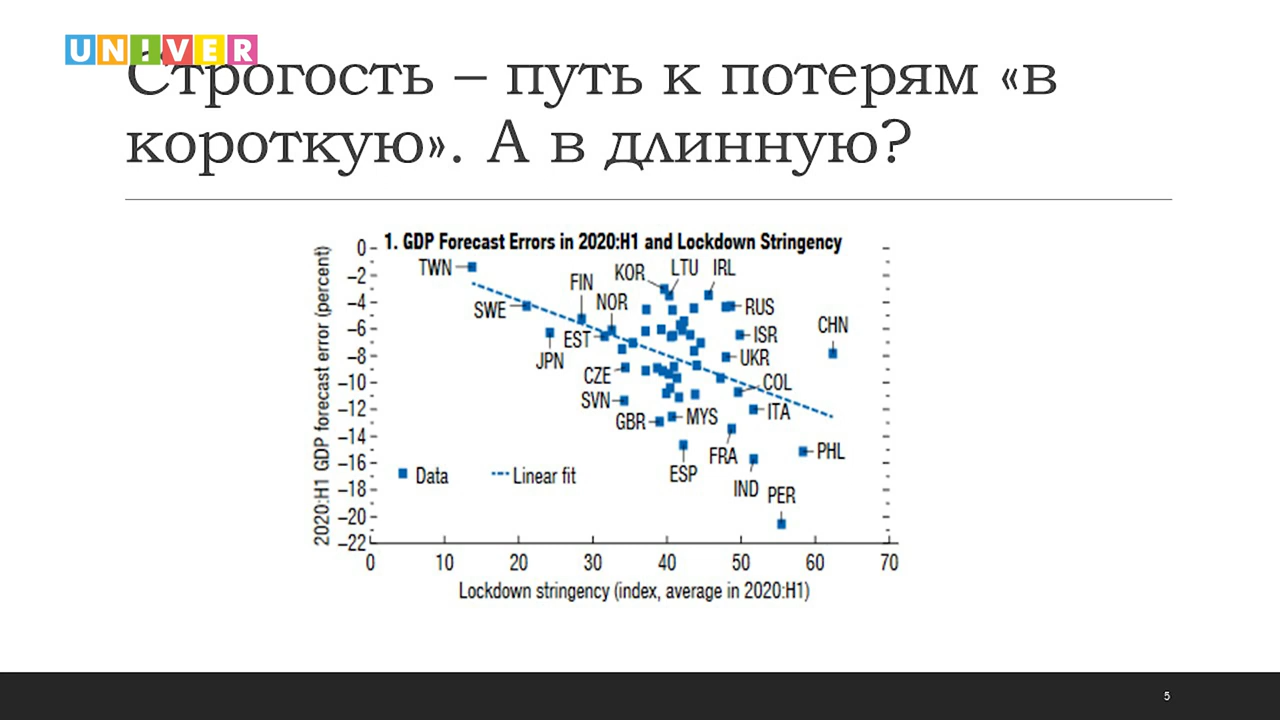 UNIVER
Строгость – путь к потерям «в
короткую». А в длинную?
1. GDP Forecast Errors in 2020:H1 and Lockdown Stringency
2020:H1 GDP forecast error (percent)
0
–2
–4
–6
–8
–10
–12
–14
–16
–18
–20
–22
TWN
KOR
LTU
IRL
FIN
NOR
SWE
RUS
CHN
EST
ISR
JPN
UKR
CZE
COL
SVN
ITA
GBR
MYS
FRA
PHL
ESP
IND
PER
Data
Linear fit
0 10 20 30 40 50 60 70
Lockdown stringency (index, average in 2020:H1)
5